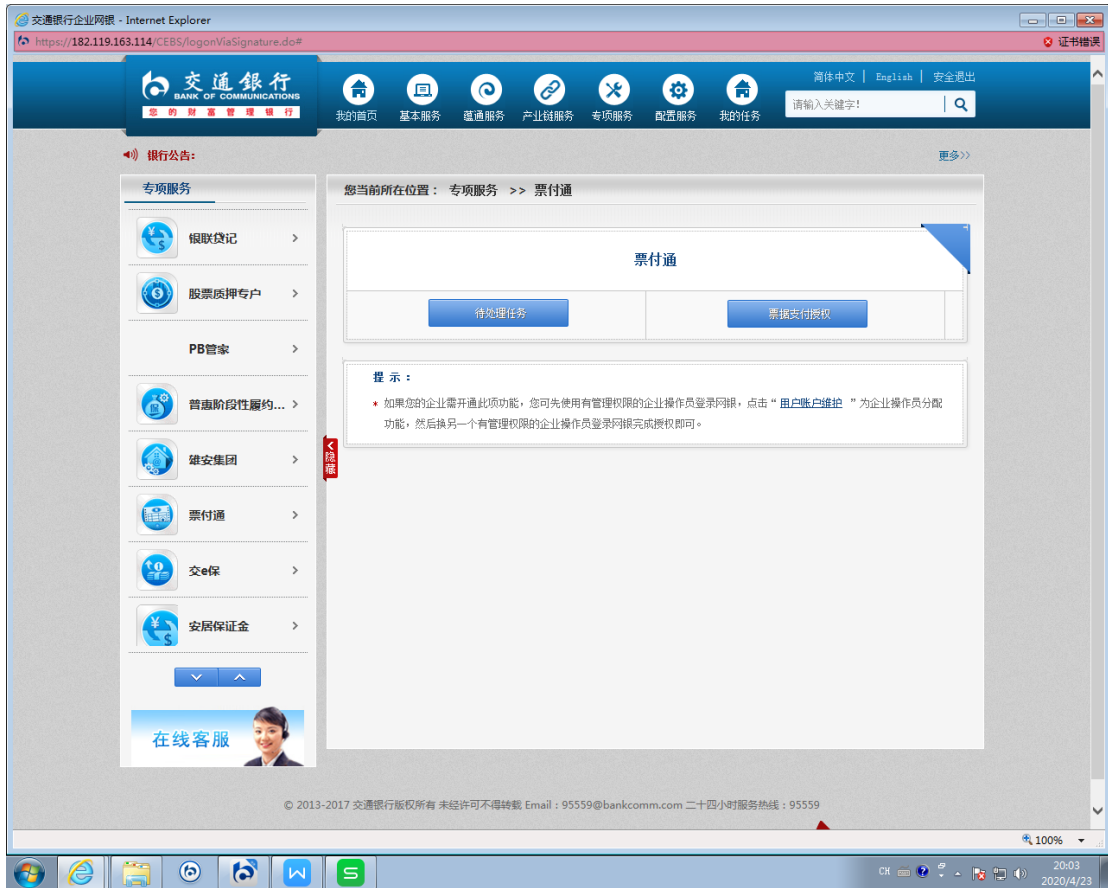 交通银行企业网银 - Internet Explorer
https://182.119.163.114/CEBS/logonViaSignature.do#
证书错误
交通银行
BANK OF COMMUNICATIONS
您的财富管理银行
我的首页
基本服务
蕴通服务
产业链服务
专项服务
配置服务
我的任务
简体中文 | English | 安全退出
请输入关键字!
银行公告:
更多>>
专项服务
银联贷记
股票质押专户
PB管家
普惠阶段性履约...
雄安集团
票付通
交e保
安居保证金
在线客服
您当前所在位置： 专项服务 >> 票付通
票付通
待处理任务
票据支付授权
提 示：
* 如果您的企业需开通此项功能，您可先使用有管理权限的企业操作员登录网银，点击“用户账户维护 ”为企业操作员分配
功能，然后换另一个有管理权限的企业操作员登录网银完成授权即可。
隐藏
© 2013-2017 交通银行版权所有 未经许可不得转载 Email : 95559@bankcomm.com 二十四小时服务热线 : 95559
100%
CH
20:03
2020/4/23